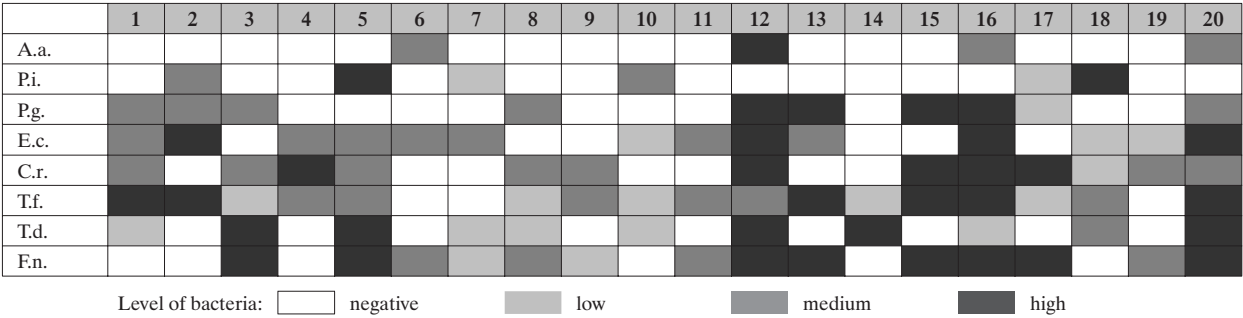 1 2 3 4 5 6 7 8 9 10 11 12 13 14 15 16 17 18 19 20
A.a.
P.i.
P.g.
E.c.
C.r.
T.f.
T.d.
F.n.
Level of bacteria: negative low medium high